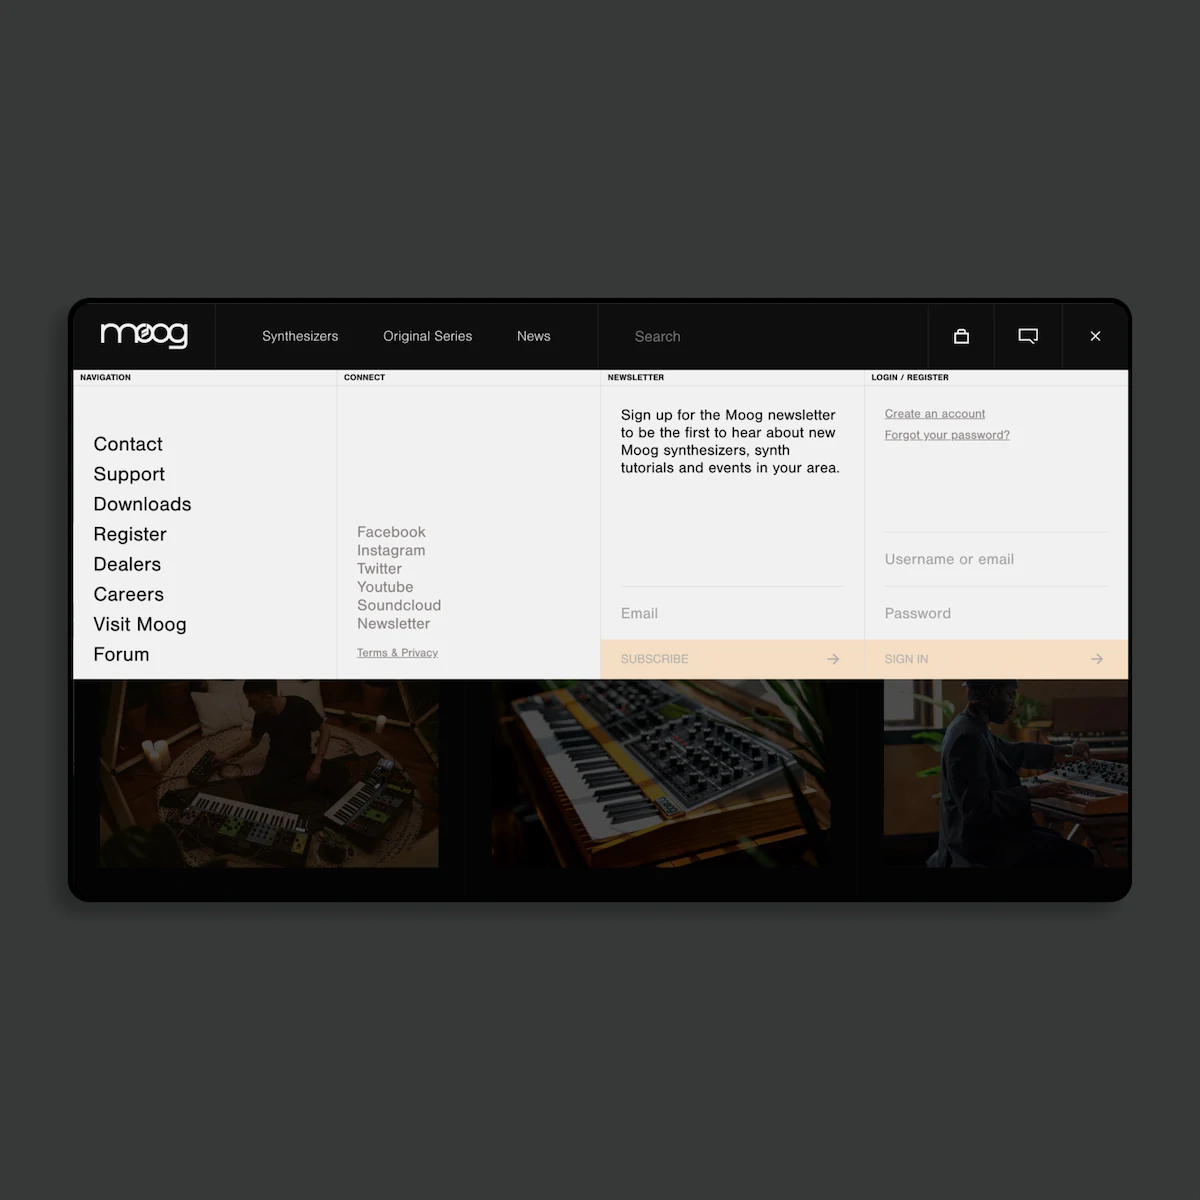 moog
Synthesizers
Original Series
News
Search
NAVIGATION
Contact
Support
Downloads
Register
Dealers
Careers
Visit Moog
Forum
CONNECT
Facebook
Instagram
Twitter
Youtube
Soundcloud
Newsletter
Terms & Privacy
NEWSLETTER
Sign up for the Moog newsletter
to be the first to hear about new
Moog synthesizers, synth
tutorials and events in your area.
Email
SUBSCRIBE
LOGIN / REGISTER
Create an account
Forgot your password?
Username or email
Password
SIGN IN